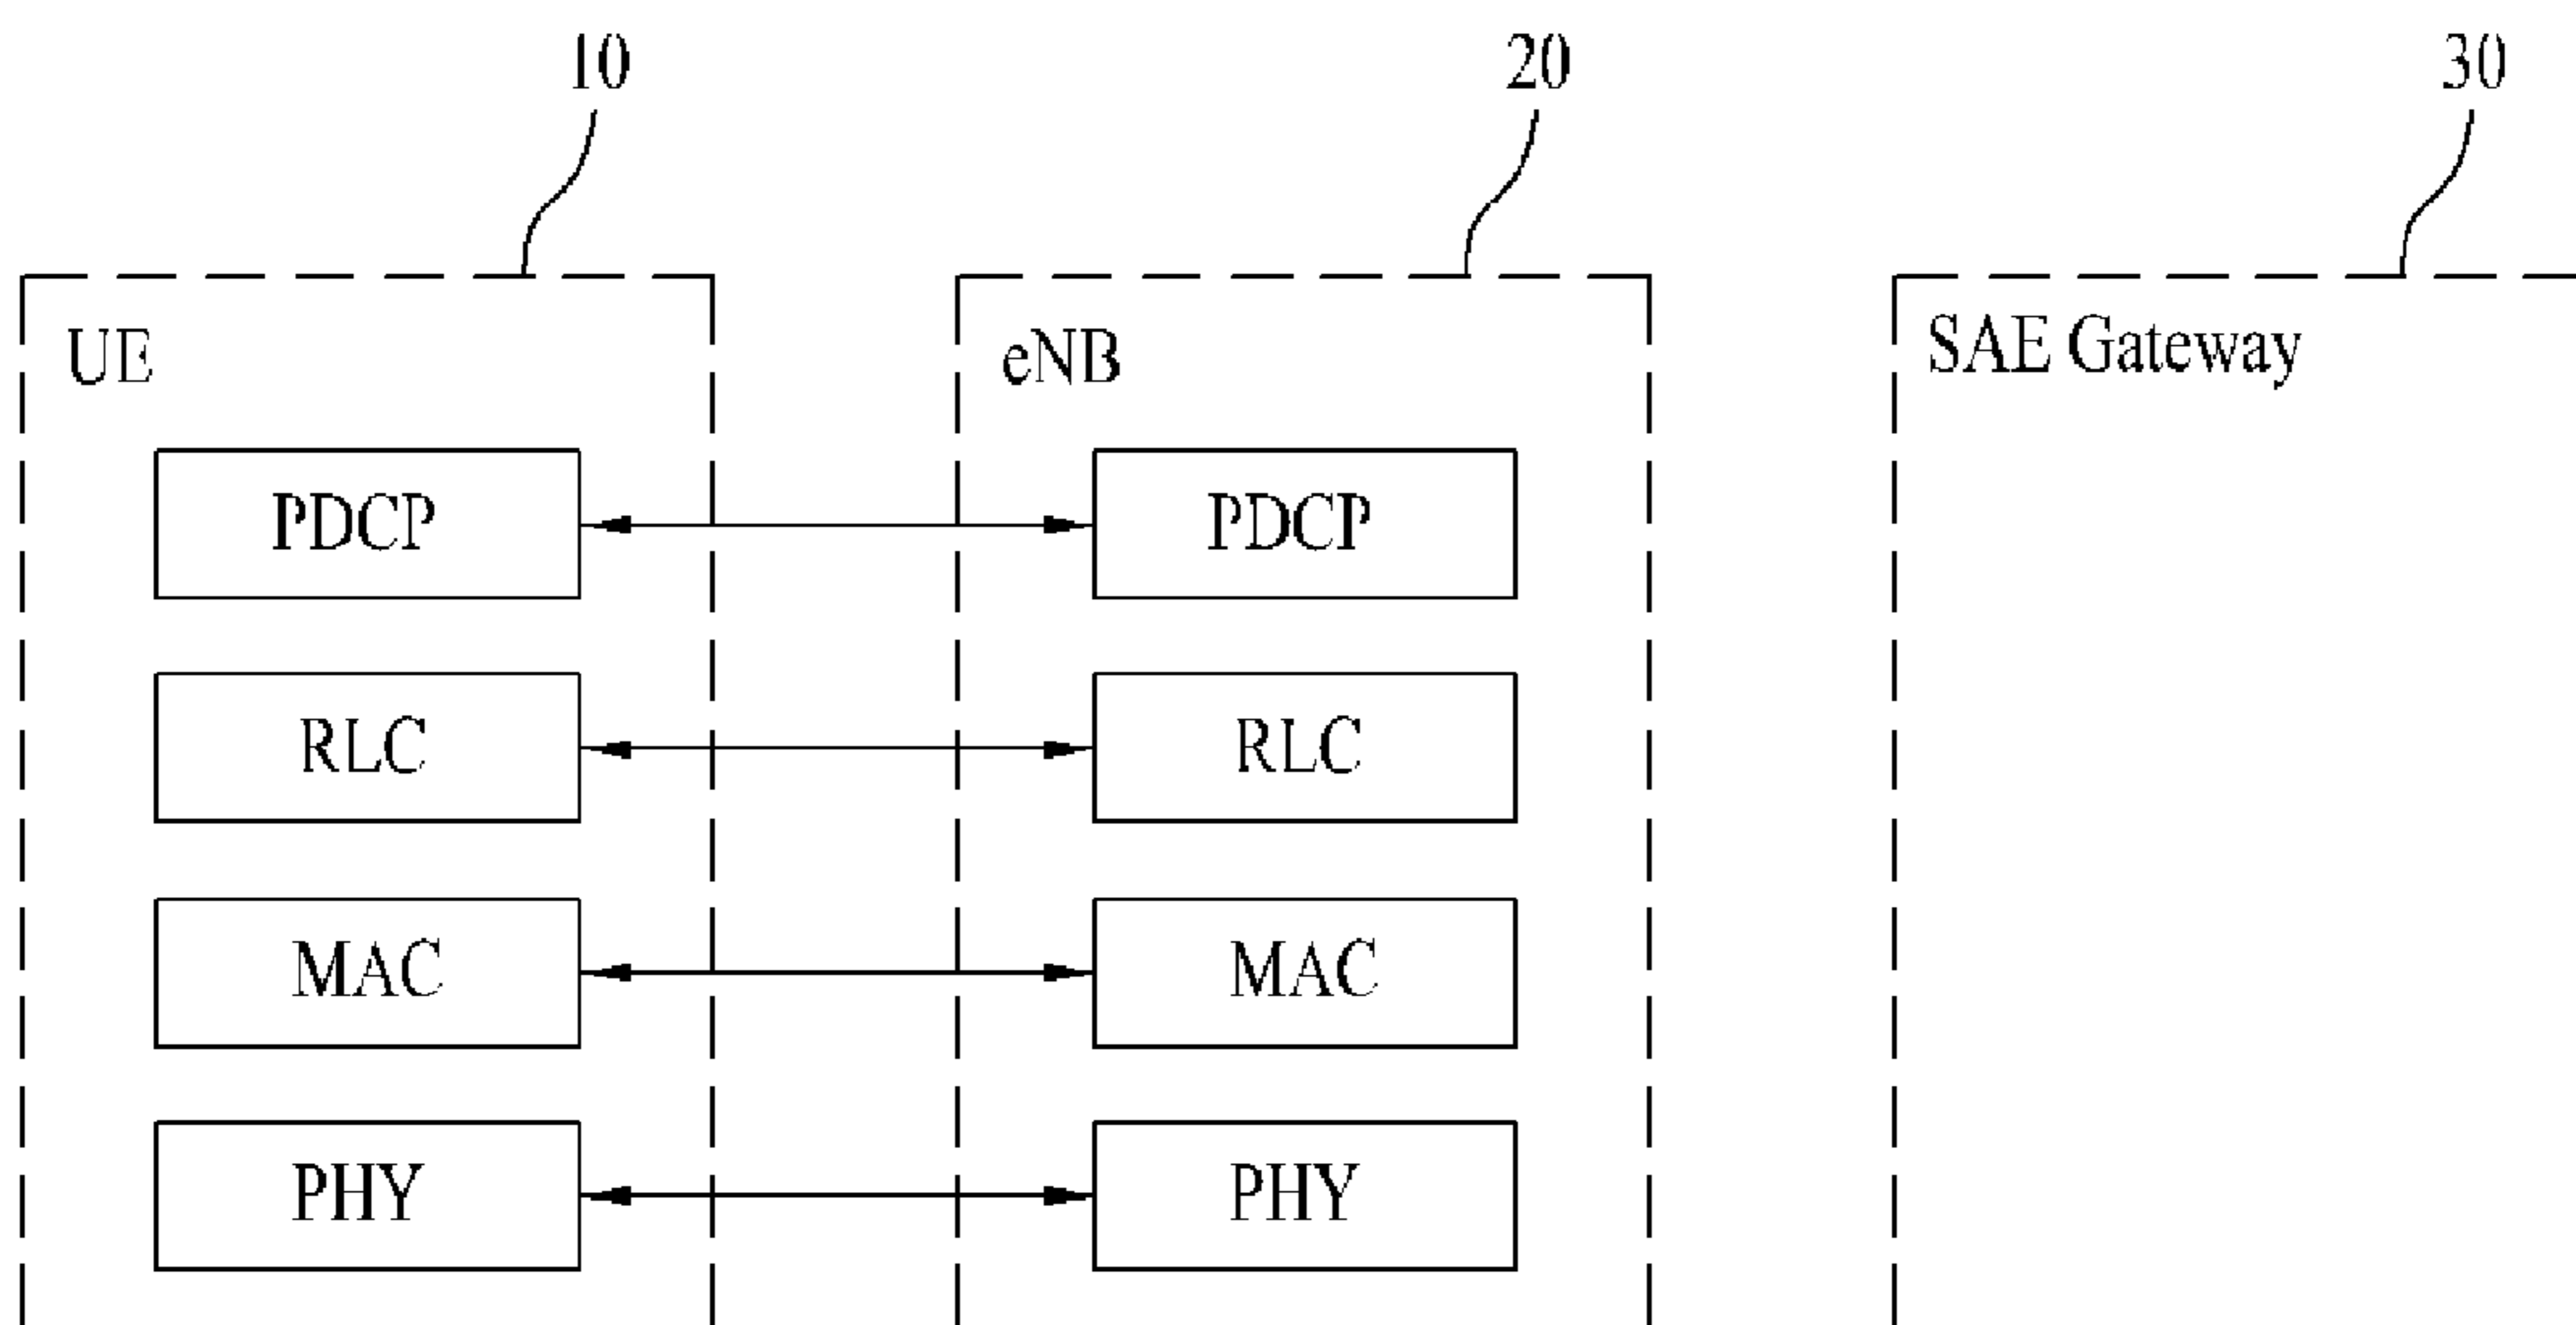 10 20 30
UE eNB SAE Gateway
PDCP PDCP
RLC RLC
MAC MAC
PHY PHY